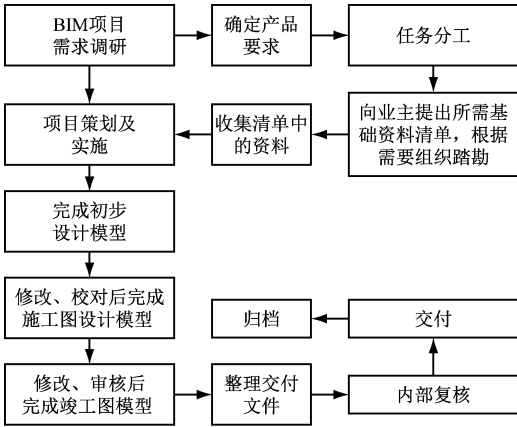 BIM项目
需求调研
确定产品
要求
任务分工
项目策划及
实施
收集清单中
的资料
向业主提出所需基
础资料清单，根据
需要组织踏勘
完成初步
设计模型
修改、校对后完成
施工图设计模型
归档
交付
修改、审核后
完成竣工图模型
整理交付
文件
内部复核